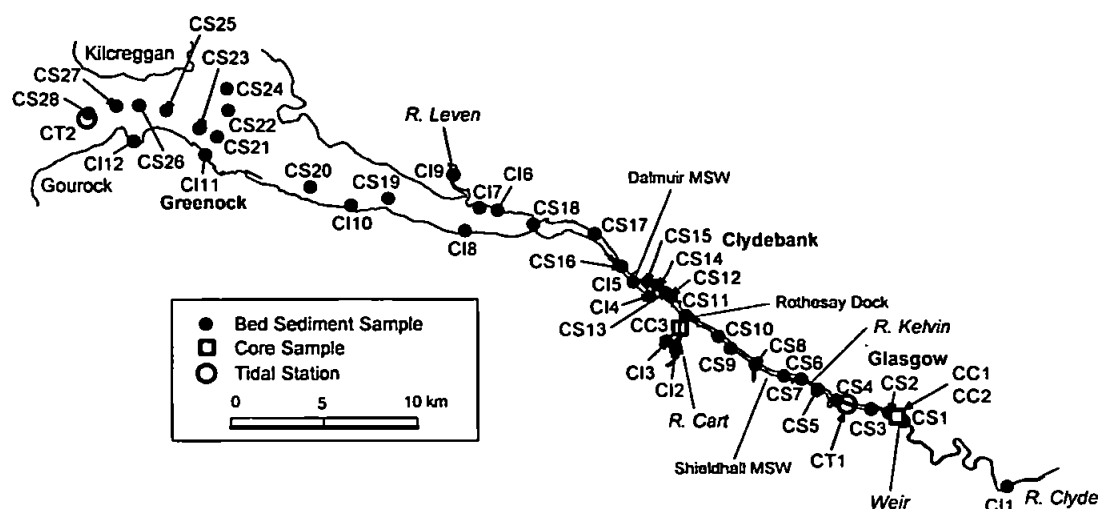 CS25
Kilcreggan
CS23
CS27
CS24
CS28
CS22
CT2
R. Leven
CS21
CI12
CS26
CS20
CI9
CI6
Gourock
CI11
CS19
CI7
Dalmuir MSW
Greenock
CI10
CS18
CS17
CI8
CS15
Clydebank
CS14
CS16
CS12
CI5
CS11
CI4
Rothesay Dock
CS13
CC3
CS10
CS8
R. Kelvin
CI3
CS9
CS6
Glasgow
CI2
CS7
CS4
CS2
CC1
R. Cart
CS5
CC2
CS3
CS1
CT1
Shieldhall MSW
Weir
CI1
R. Clyde
Bed Sediment Sample
Core Sample
Tidal Station
0 5 10 km